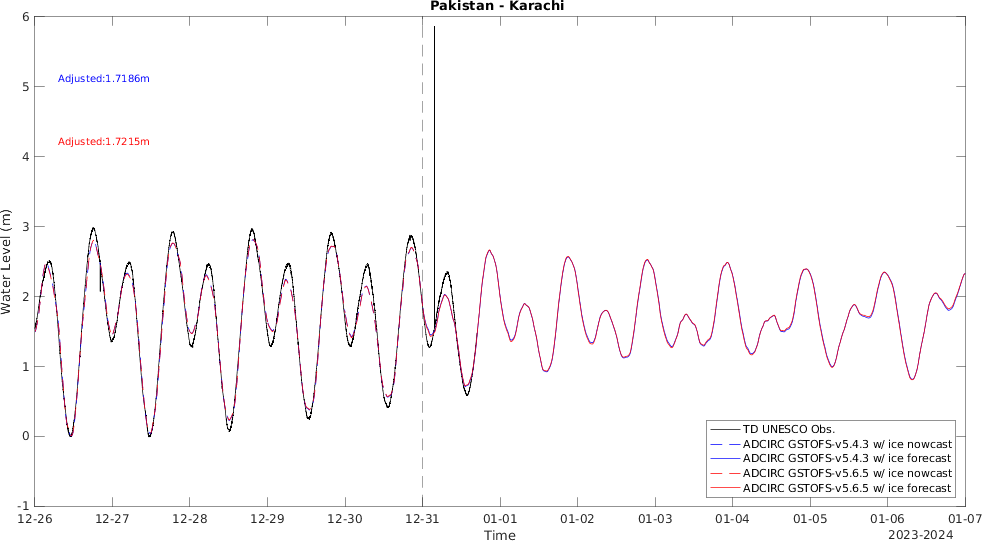 Pakistan - Karachi
6
5
4
3
2
1
0
-1
Water Level (m)
Adjusted:1.7186m
Adjusted:1.7215m
TD UNESCO Obs.
ADCIRC GSTOFS-v5.4.3 w/ ice nowcast
ADCIRC GSTOFS-v5.4.3 w/ ice forecast
ADCIRC GSTOFS-v5.6.5 w/ ice nowcast
ADCIRC GSTOFS-v5.6.5 w/ ice forecast
12-26 12-27 12-28 12-29 12-30 12-31 01-01 01-02 01-03 01-04 01-05 01-06 01-07
Time
2023-2024